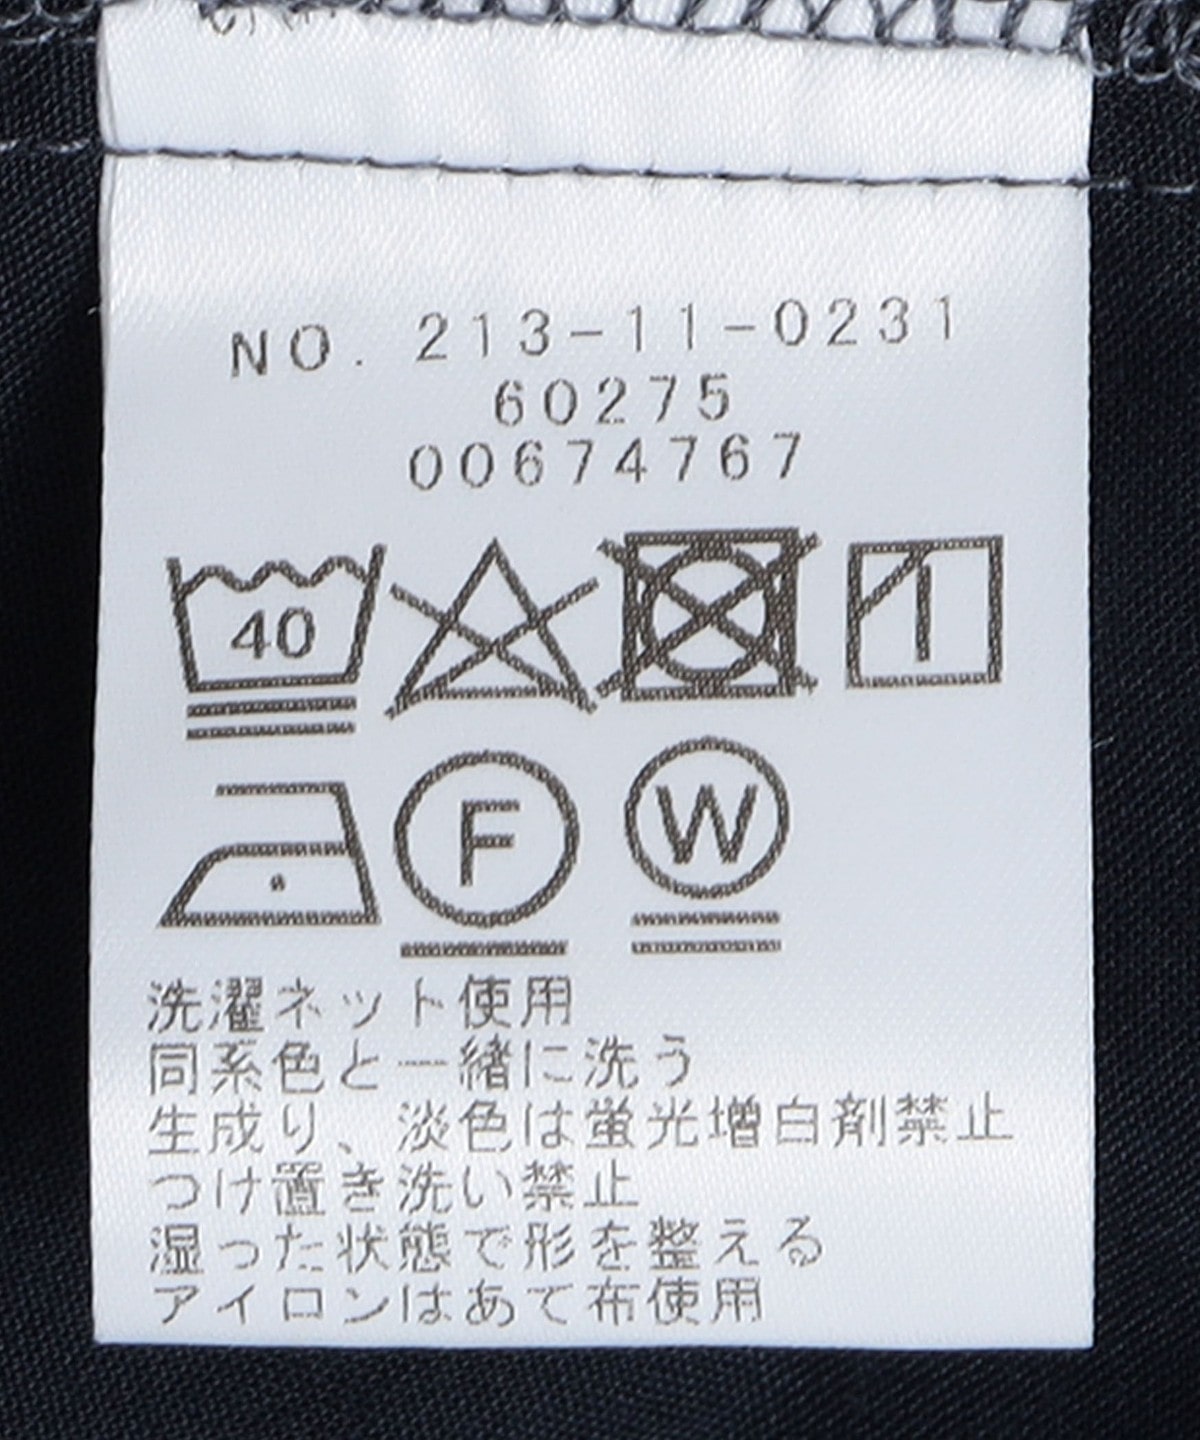 NO. 213-11-0231
60275
00674767
40
F
W
洗濯ネット使用
同系色と一緒に洗う
生成り、淡色は蛍光増白剤禁止
つけ置き洗い禁止
湿った状態で形を整える
アイロンはあて布使用